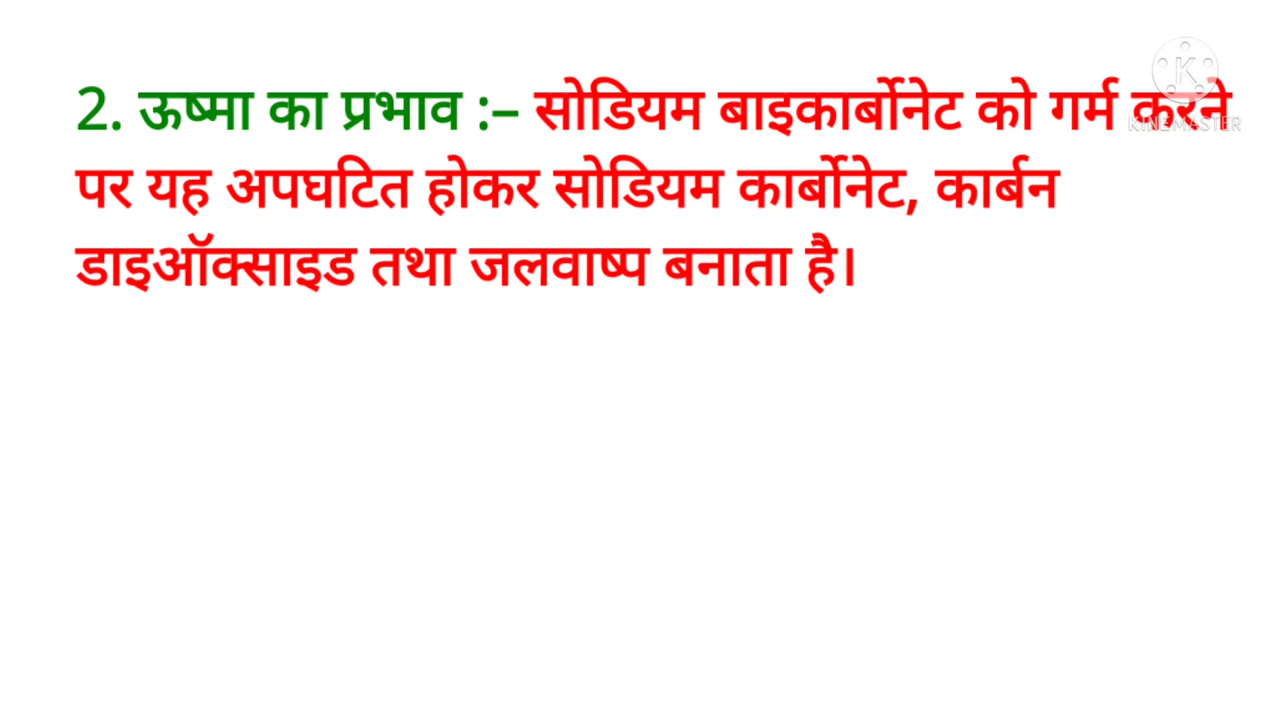 2. ऊष्मा का प्रभाव :– सोडियम बाइकार्बोनेट को गर्म करने
पर यह अपघटित होकर सोडियम कार्बोनेट, कार्बन
डाइऑक्साइड तथा जलवाष्प बनाता है।
K
KINEMASTER